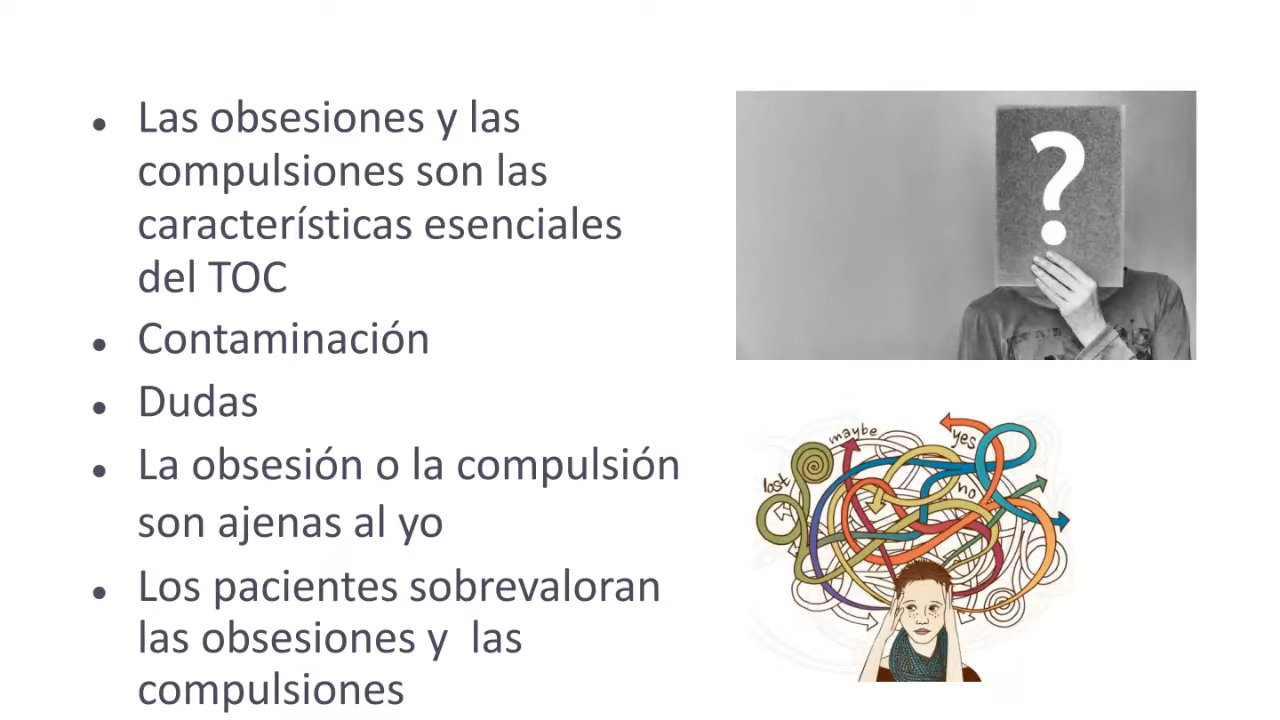 Las obsesiones y las
compulsiones son las
características esenciales
del TOC
Contaminación
Dudas
La obsesión o la compulsión
son ajenas al yo
Los pacientes sobrevaloran
las obsesiones y  las
compulsiones
?
maybe
yes
lost
no